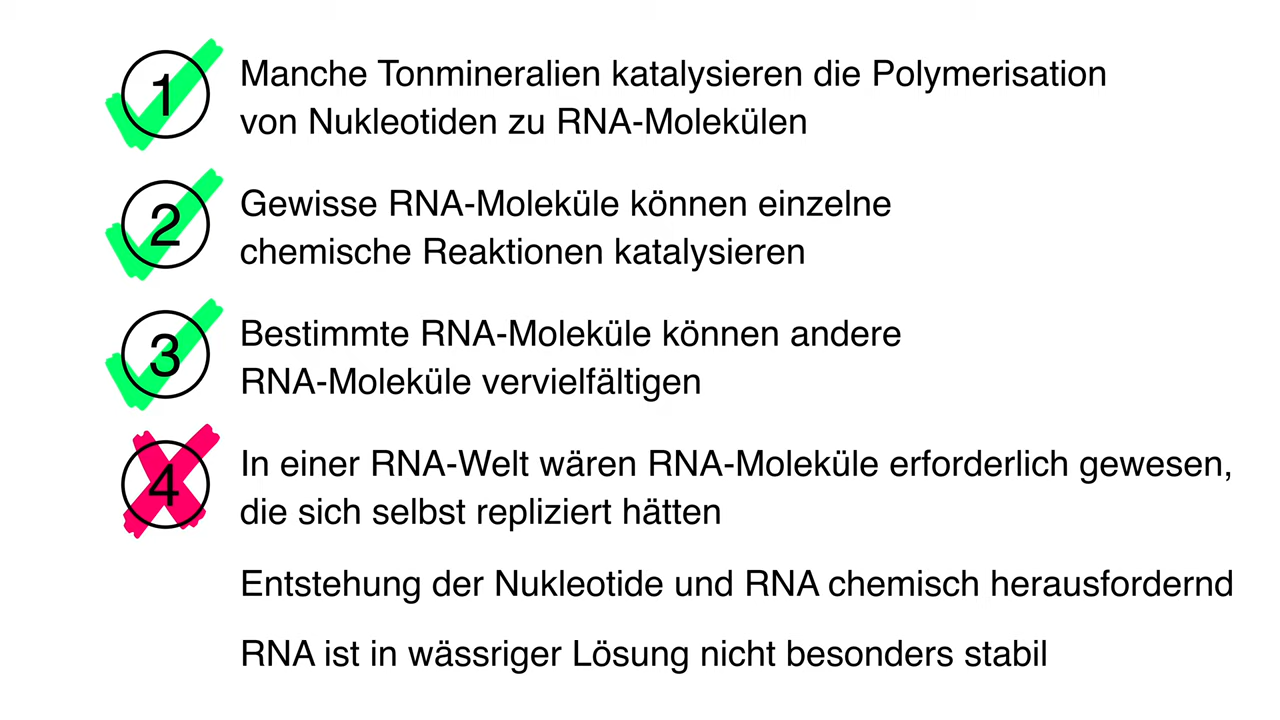 1 Manche Tonmineralien katalysieren die Polymerisation
von Nukleotiden zu RNA-Molekülen
2 Gewisse RNA-Moleküle können einzelne
chemische Reaktionen katalysieren
3 Bestimmte RNA-Moleküle können andere
RNA-Moleküle vervielfältigen
4 In einer RNA-Welt wären RNA-Moleküle erforderlich gewesen,
die sich selbst repliziert hätten
Entstehung der Nukleotide und RNA chemisch herausfordernd
RNA ist in wässriger Lösung nicht besonders stabil